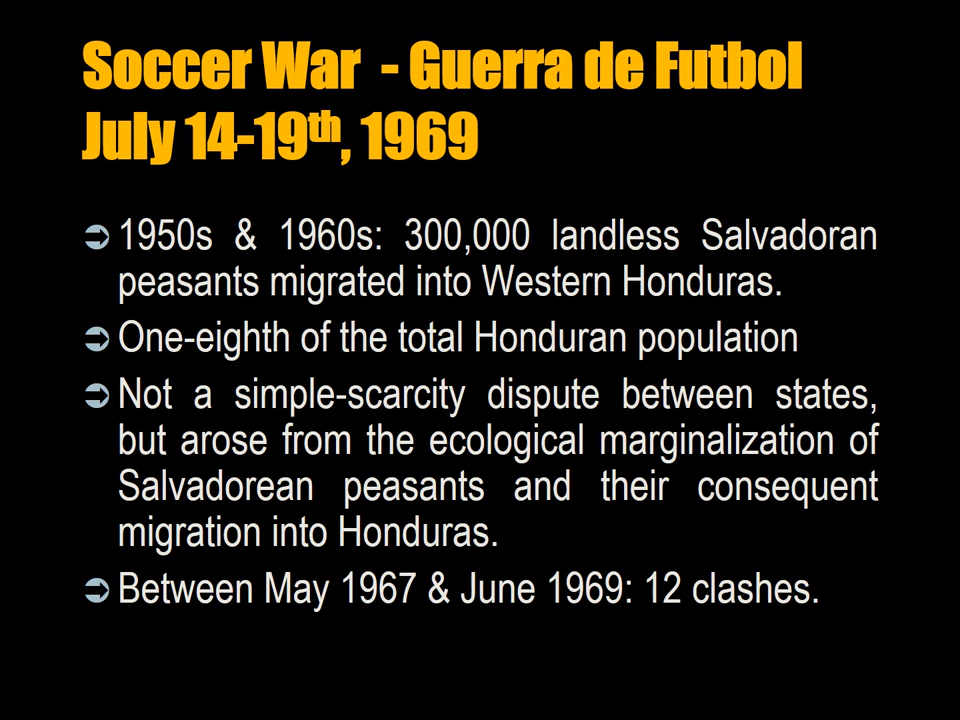 Soccer War - Guerra de Futbol
July 14-19th, 1969
➲ 1950s & 1960s: 300,000 landless Salvadoran
peasants migrated into Western Honduras.
➲ One-eighth of the total Honduran population
➲ Not a simple-scarcity dispute between states,
but arose from the ecological marginalization of
Salvadorean peasants and their consequent
migration into Honduras.
➲ Between May 1967 & June 1969: 12 clashes.